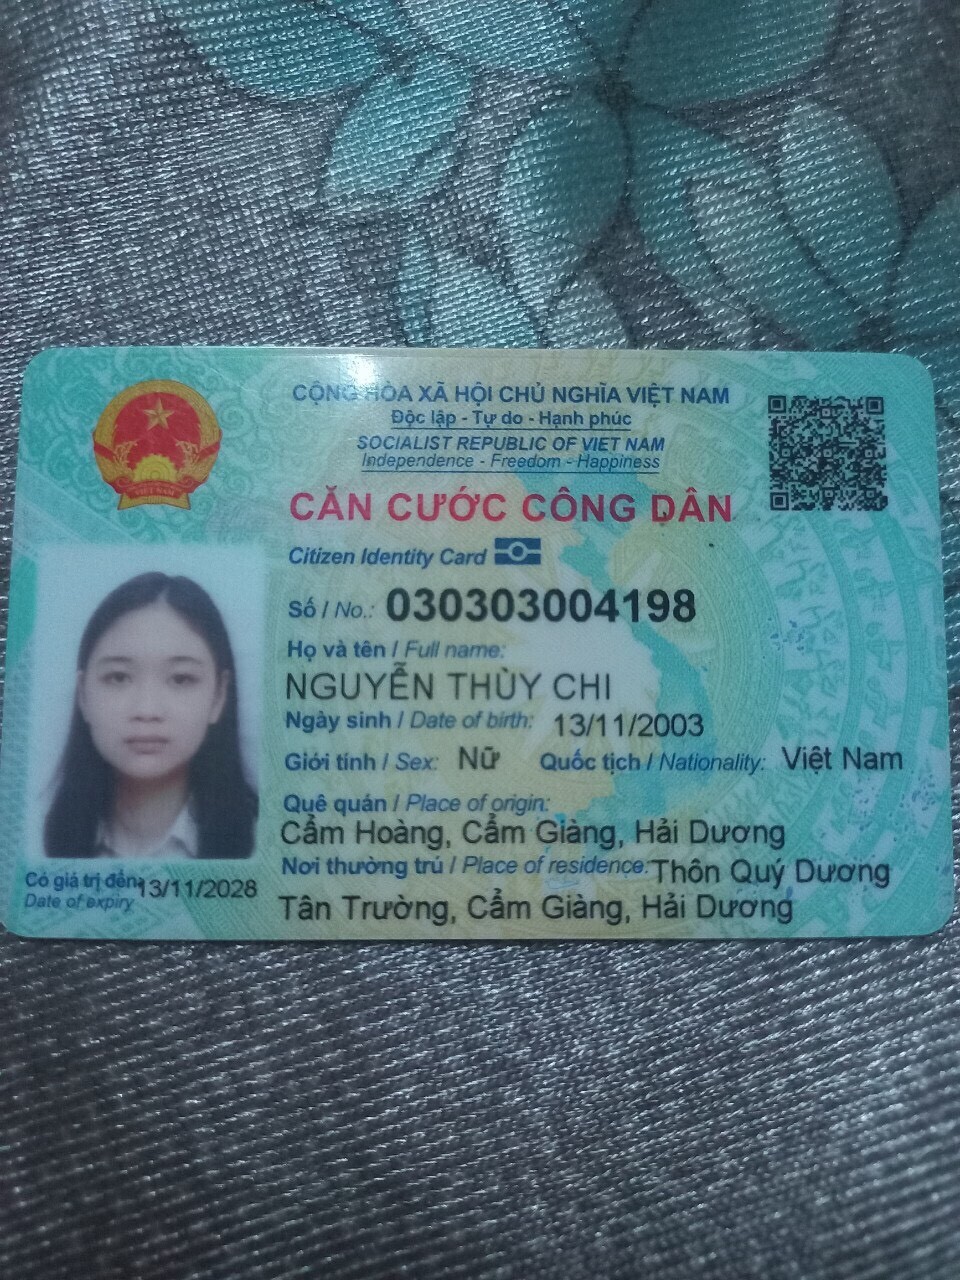 CỘNG HÒA XÃ HỘI CHỦ NGHĨA VIỆT NAM
Độc lập - Tự do - Hạnh phúc
SOCIALIST REPUBLIC OF VIET NAM
Independence - Freedom - Happiness
CĂN CƯỚC CÔNG DÂN
Citizen Identity Card
Số / No.: 030303004198
Họ và tên / Full name:
NGUYỄN THÙY CHI
Ngày sinh / Date of birth: 13/11/2003
Giới tính / Sex: Nữ Quốc tịch / Nationality: Việt Nam
Quê quán / Place of origin:
Cẩm Hoàng, Cẩm Giàng, Hải Dương
Nơi thường trú / Place of residence: Thôn Quý Dương
Tân Trường, Cẩm Giàng, Hải Dương
Có giá trị đến: 13/11/2028
Date of expiry
VIỆT NAM